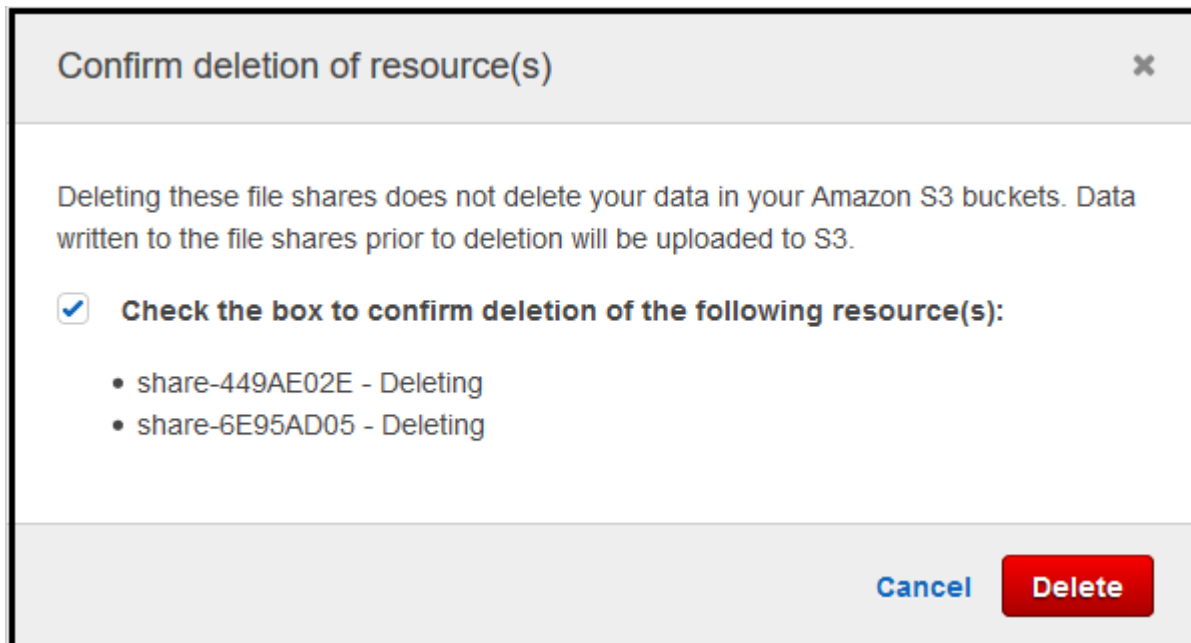 Confirm deletion of resource(s)
Deleting these file shares does not delete your data in your Amazon S3 buckets. Data
written to the file shares prior to deletion will be uploaded to S3.
Check the box to confirm deletion of the following resource(s):
• share-449AE02E - Deleting
• share-6E95AD05 - Deleting
Cancel Delete